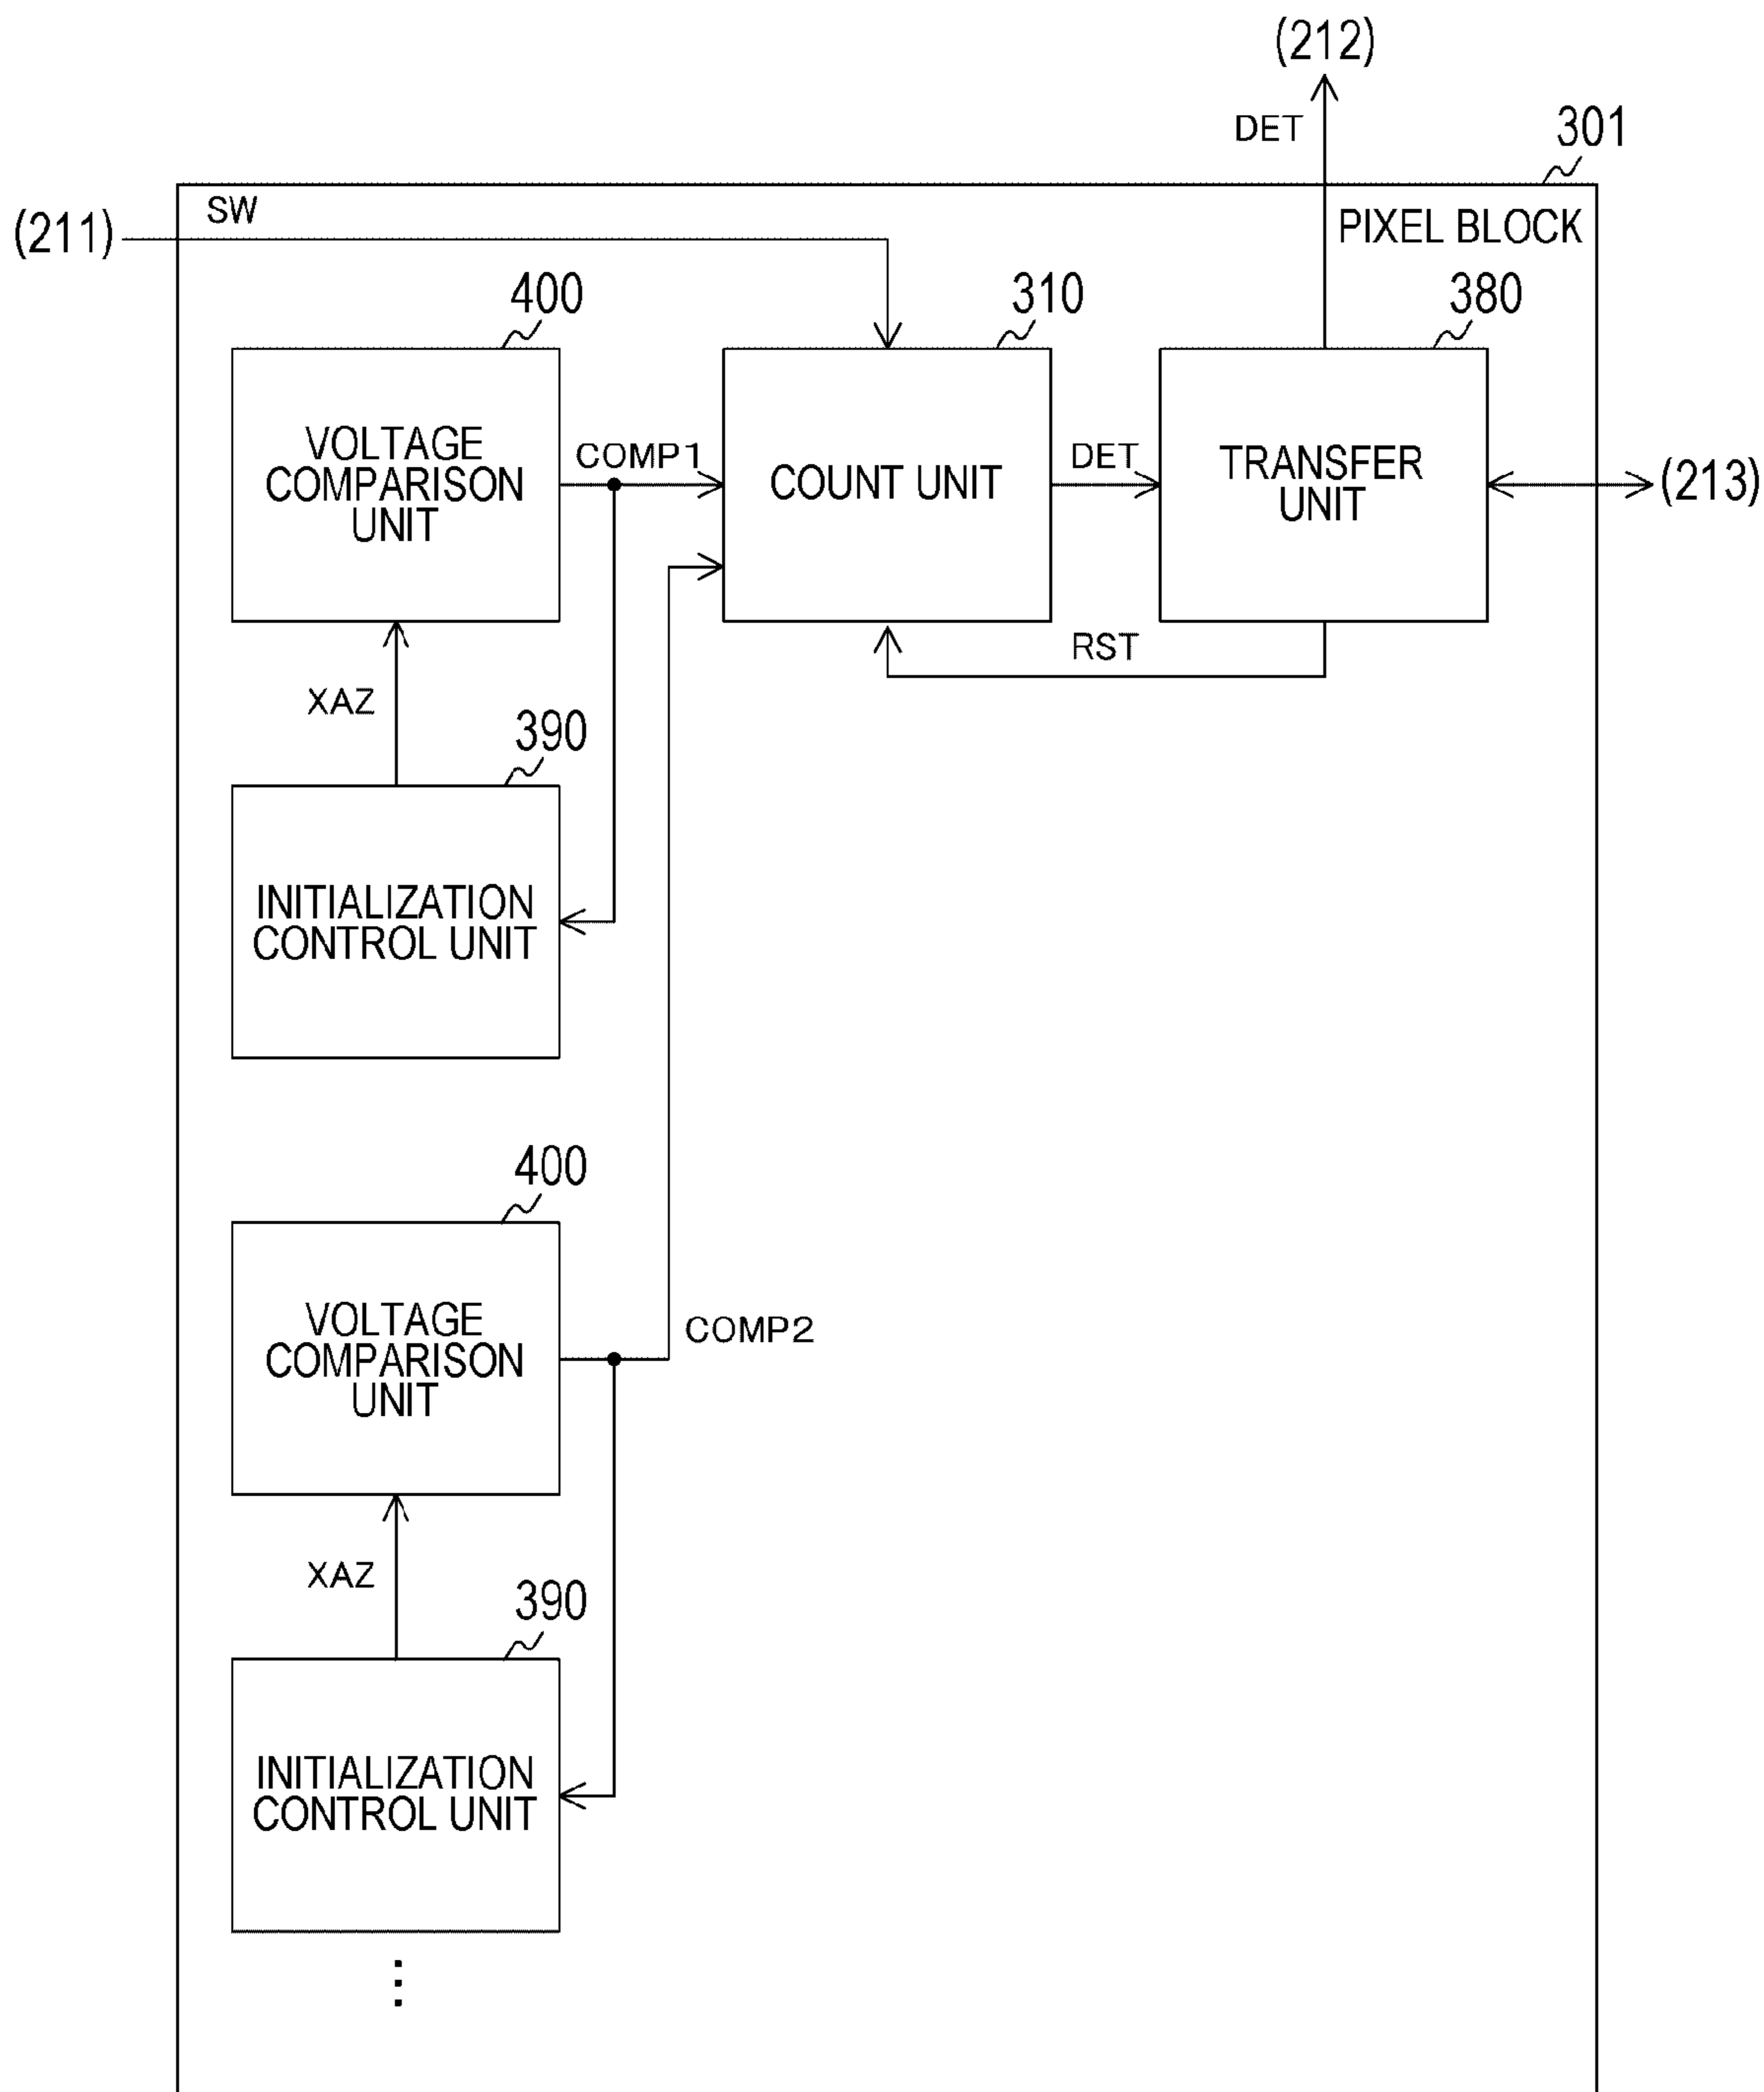 (212)
DET
301
SW
(211)
PIXEL BLOCK
400
310
380
VOLTAGE
COMPARISON
UNIT
COMP1
COUNT UNIT
DET
TRANSFER
UNIT
(213)
RST
XAZ
390
INITIALIZATION
CONTROL UNIT
400
VOLTAGE
COMPARISON
UNIT
COMP2
XAZ
390
INITIALIZATION
CONTROL UNIT